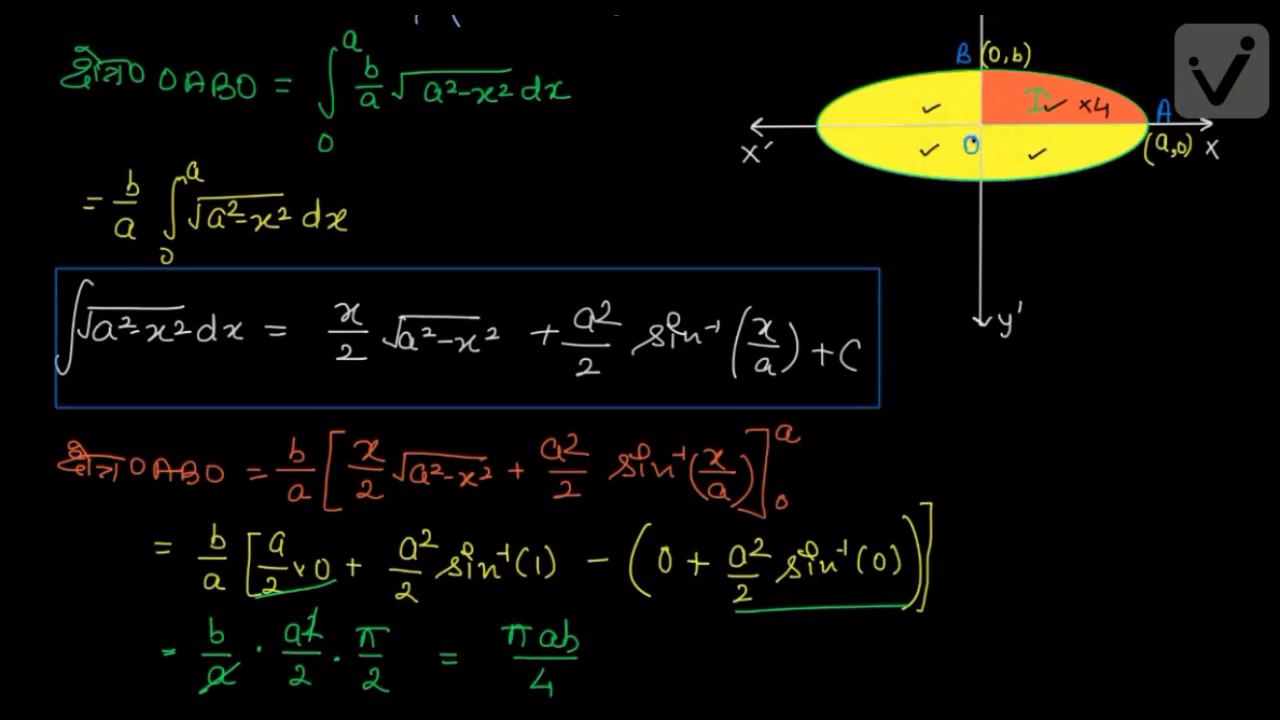 क्षेत्र OABO = ∫₀ᵃ b/a √(a²-x²) dx
= b/a ∫₀ᵃ √(a²-x²) dx
∫√(a²-x²) dx = x/2 √(a²-x²) + a²/2 sin⁻¹(x/a) + C
OABO = b/a [x/2 √(a²-x²) + a²/2 sin⁻¹(x/a)]₀ᵃ
= b/a [a/2 × 0 + a²/2 sin⁻¹(1) - (0 + a²/2 sin⁻¹(0))]
= b/a · a²/2 · π/2 = πab/4
B (0, b)
I ×4
A
X' O (a,0) X
y'